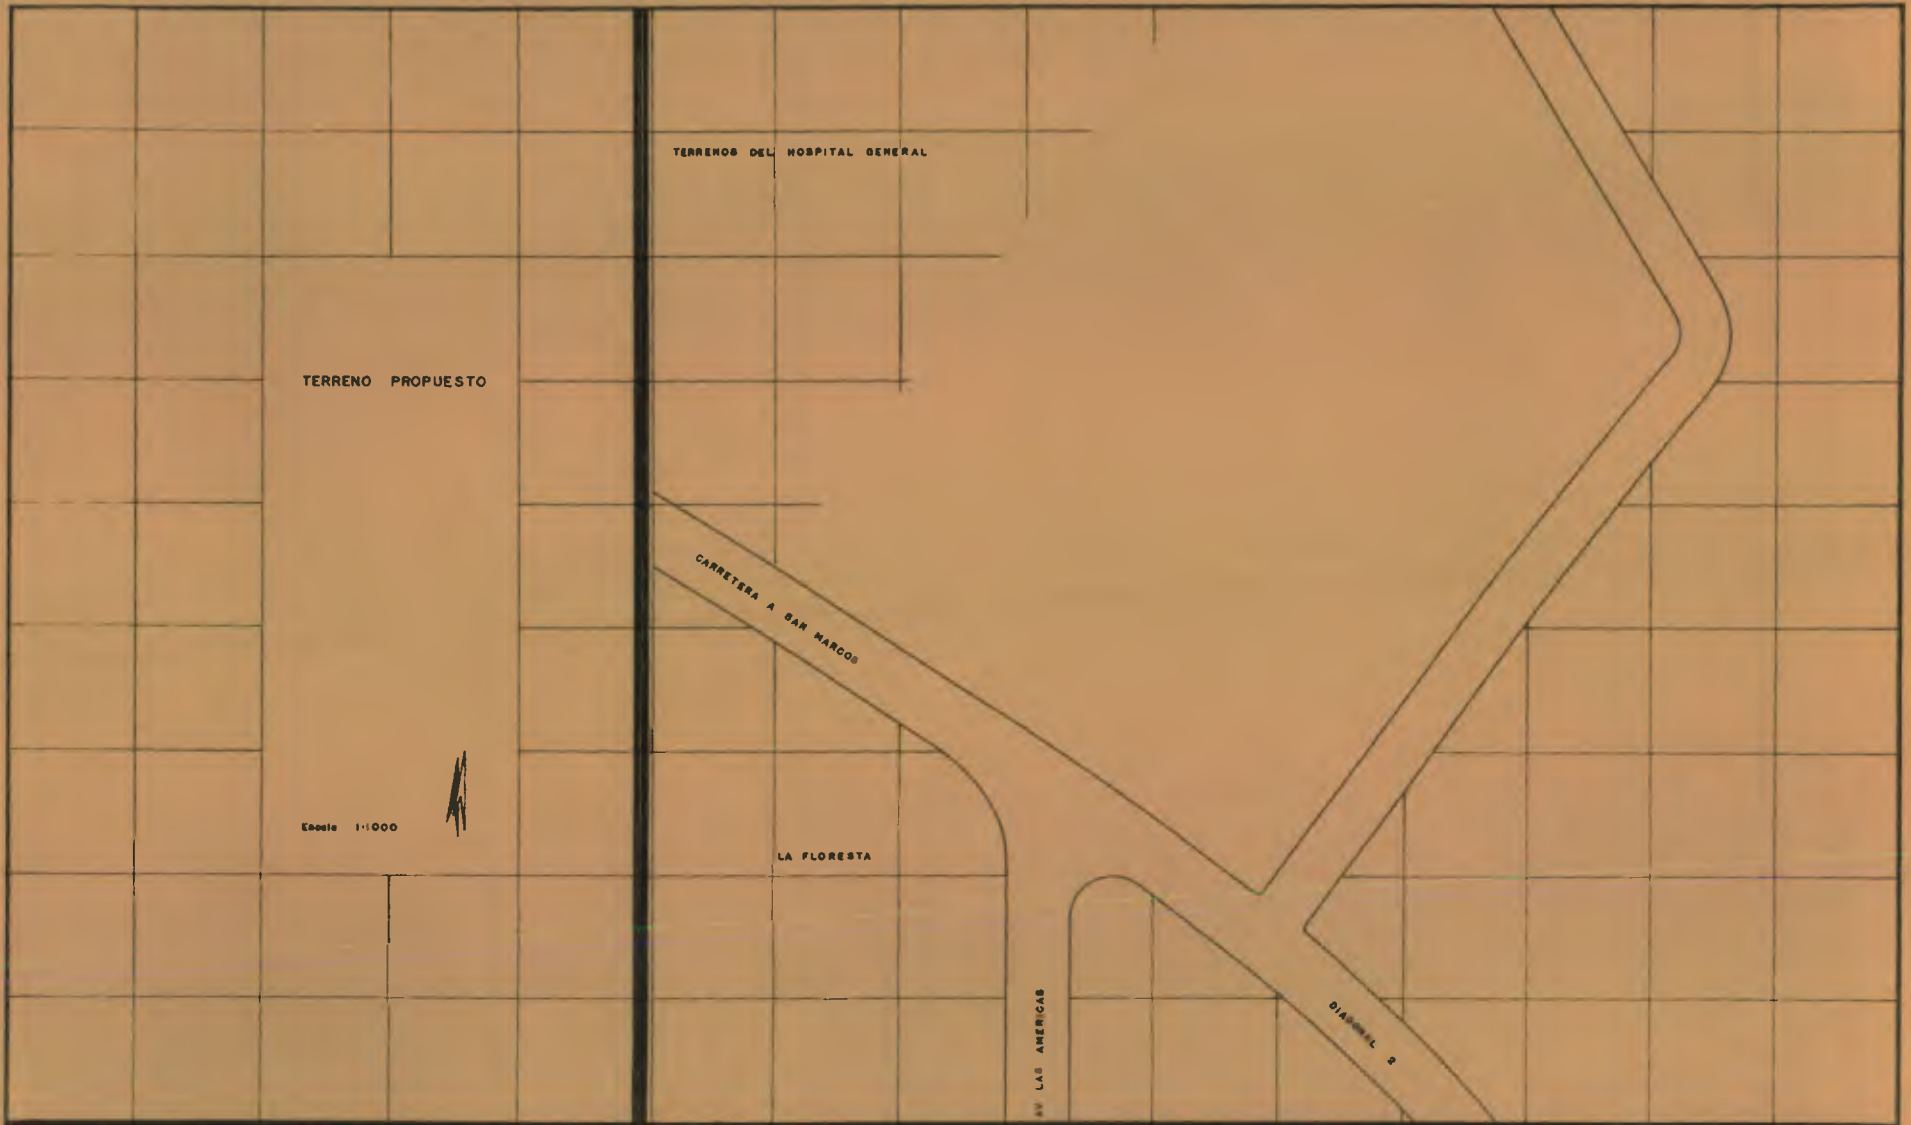 TERRENOS DEL HOSPITAL GENERAL
TERRENO PROPUESTO
CARRETERA A SAN MARCOS
Escala 1:1000
LA FLORESTA
AV LAS AMERICAS
DIAGONAL 2